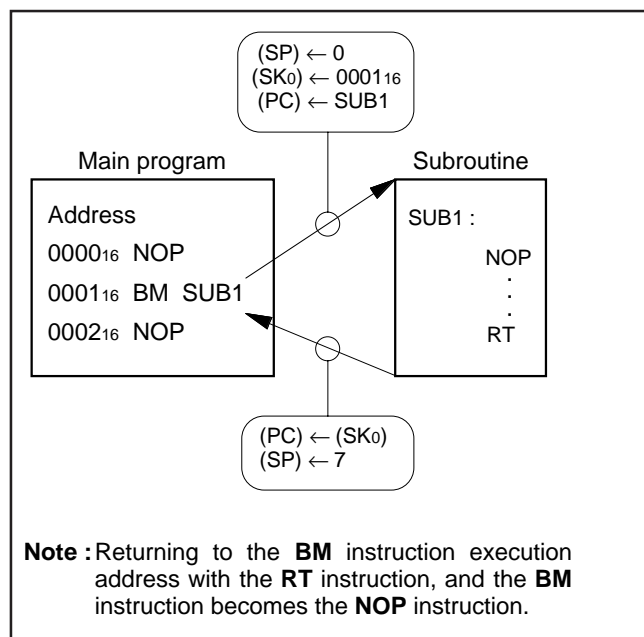 (SP) ← 0
(SK0) ← 000116
(PC) ← SUB1
Main program
Subroutine
Address
000016 NOP
000116 BM SUB1
000216 NOP
SUB1 :
NOP
.
.
.
RT
(PC) ← (SK0)
(SP) ← 7
Note : Returning to the BM instruction execution
address with the RT instruction, and the BM
instruction becomes the NOP instruction.